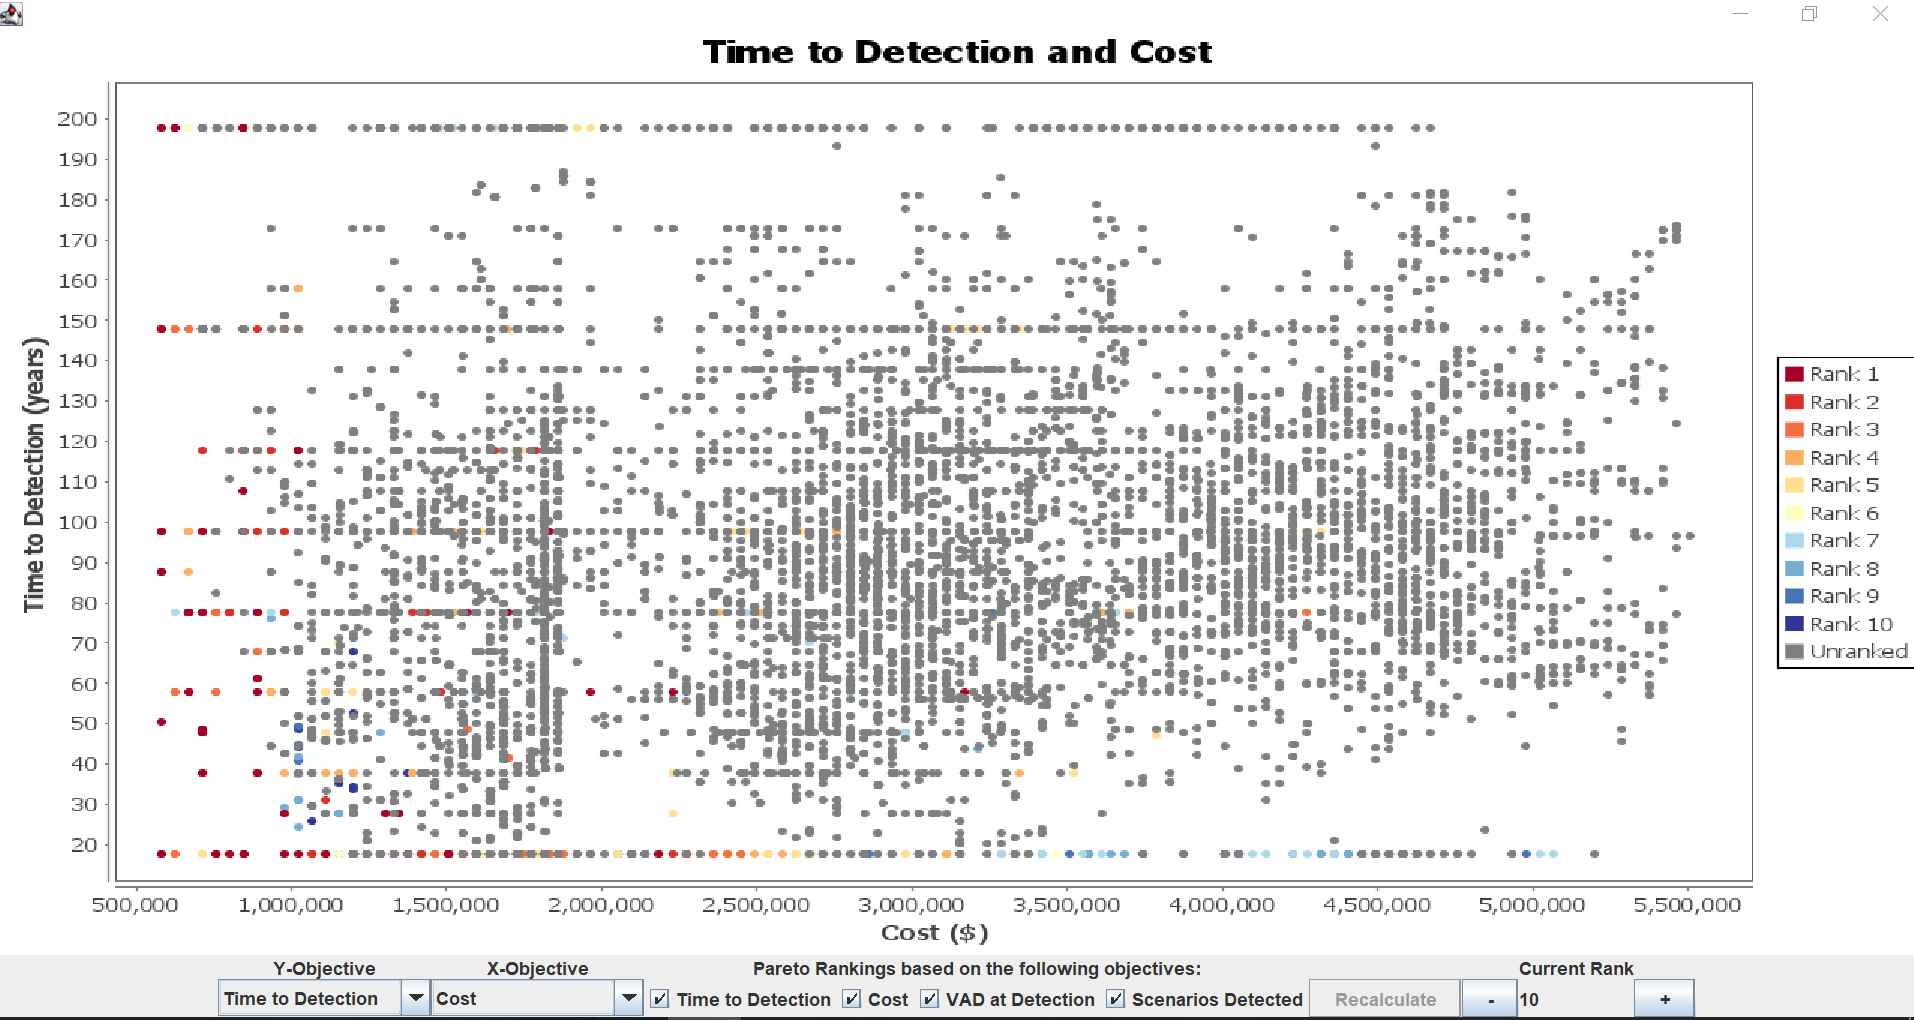 Time to Detection and Cost
Time to Detection (years)
200
190
180
170
160
150
140
130
120
110
100
90
80
70
60
50
40
30
20
500,000 1,000,000 1,500,000 2,000,000 2,500,000 3,000,000 3,500,000 4,000,000 4,500,000 5,000,000 5,500,000
Cost ($)
Rank 1
Rank 2
Rank 3
Rank 4
Rank 5
Rank 6
Rank 7
Rank 8
Rank 9
Rank 10
Unranked
Y-Objective X-Objective Pareto Rankings based on the following objectives: Current Rank
Time to Detection Cost Time to Detection Cost VAD at Detection Scenarios Detected Recalculate - 10 +